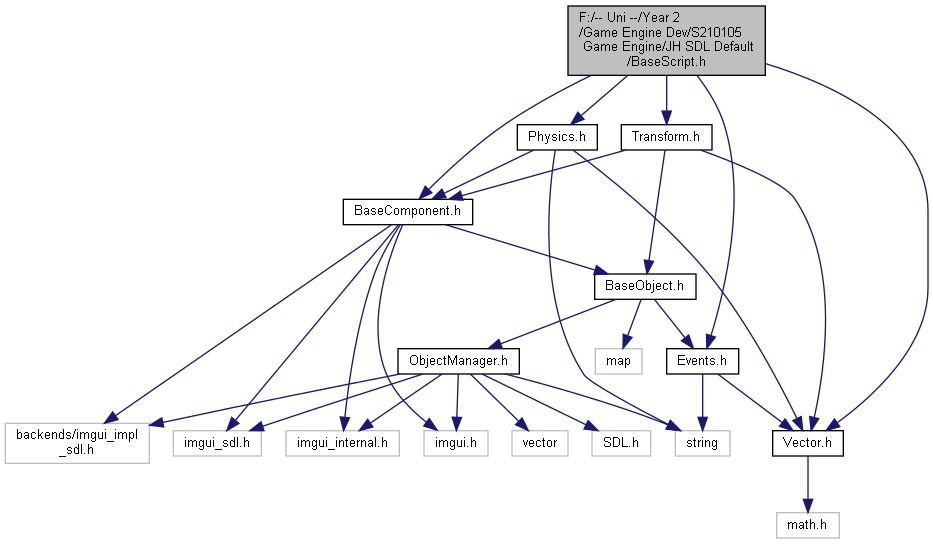 F:/-- Uni --/Year 2
/Game Engine Dev/S210105
Game Engine/JH SDL Default
/BaseScript.h
Physics.h
Transform.h
BaseComponent.h
BaseObject.h
ObjectManager.h
map
Events.h
backends/imgui_impl
_sdl.h
imgui_sdl.h
imgui_internal.h
imgui.h
vector
SDL.h
string
Vector.h
math.h